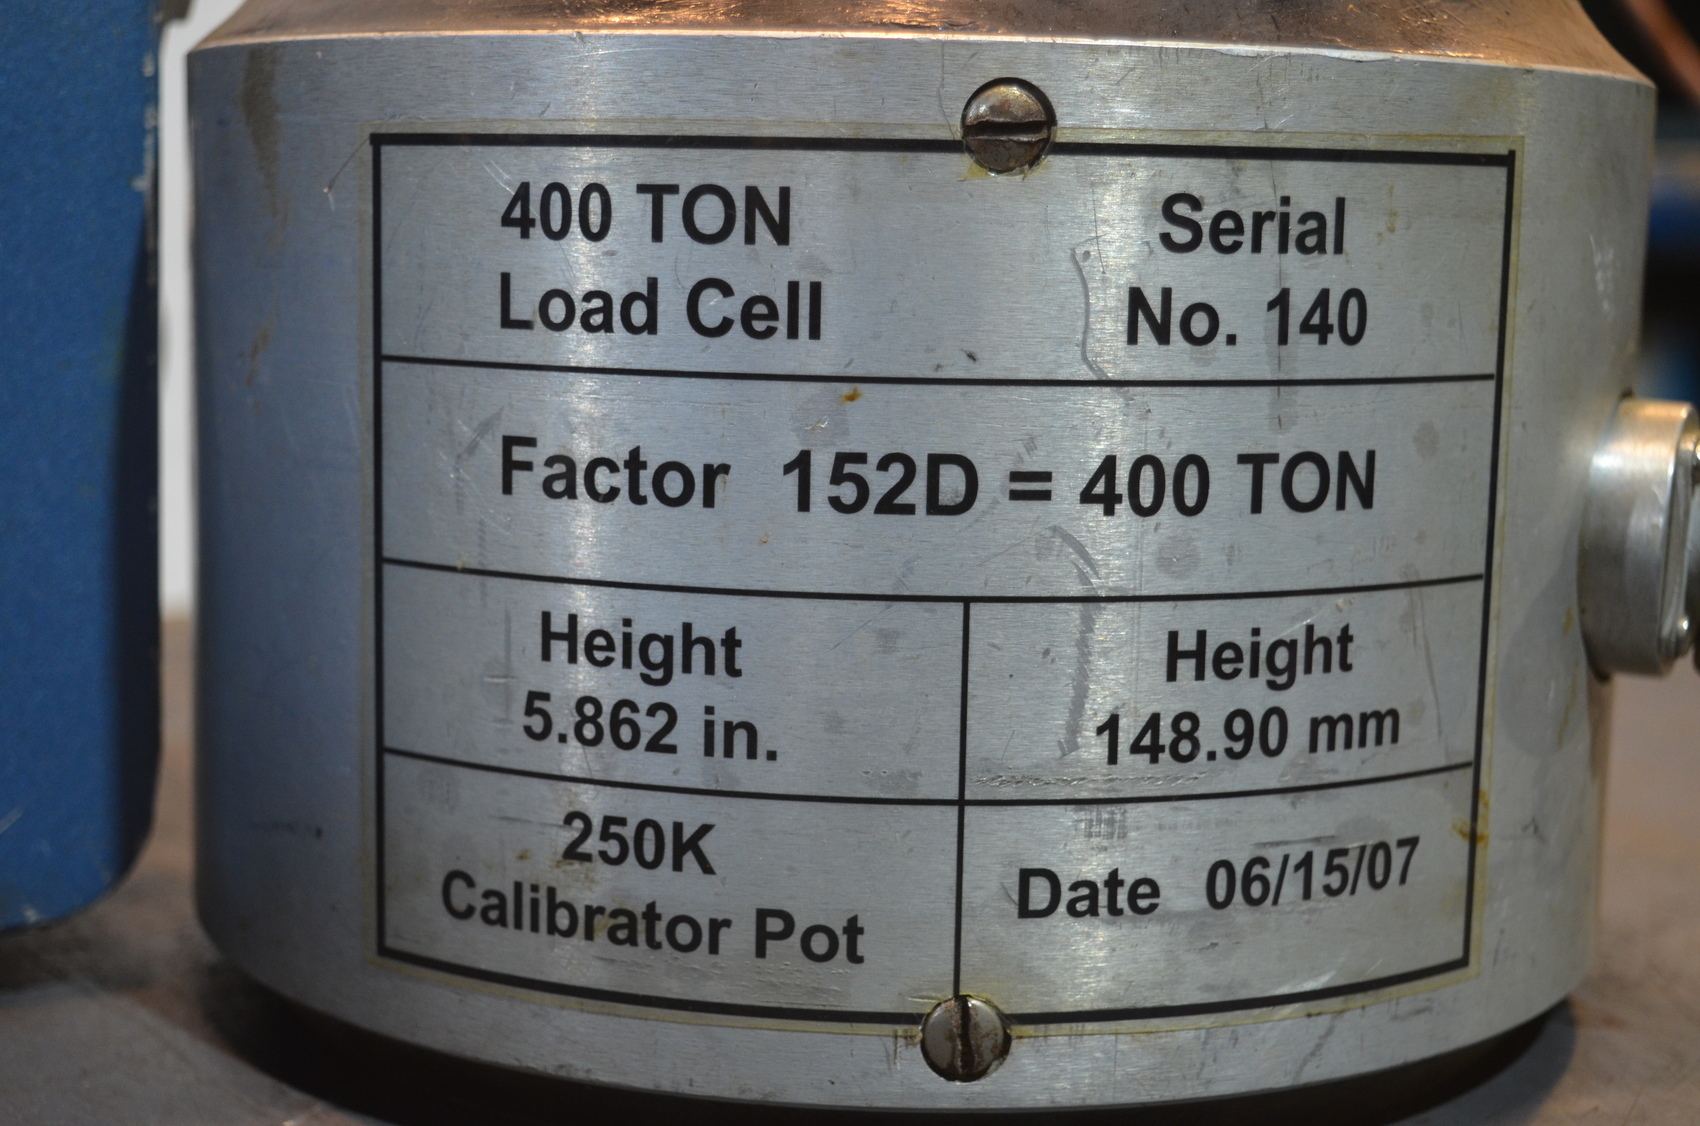 400 TON
Load Cell
Serial
No. 140
Factor 152D = 400 TON
Height
5.862 in.
Height
148.90 mm
250K
Calibrator Pot
Date 06/15/07